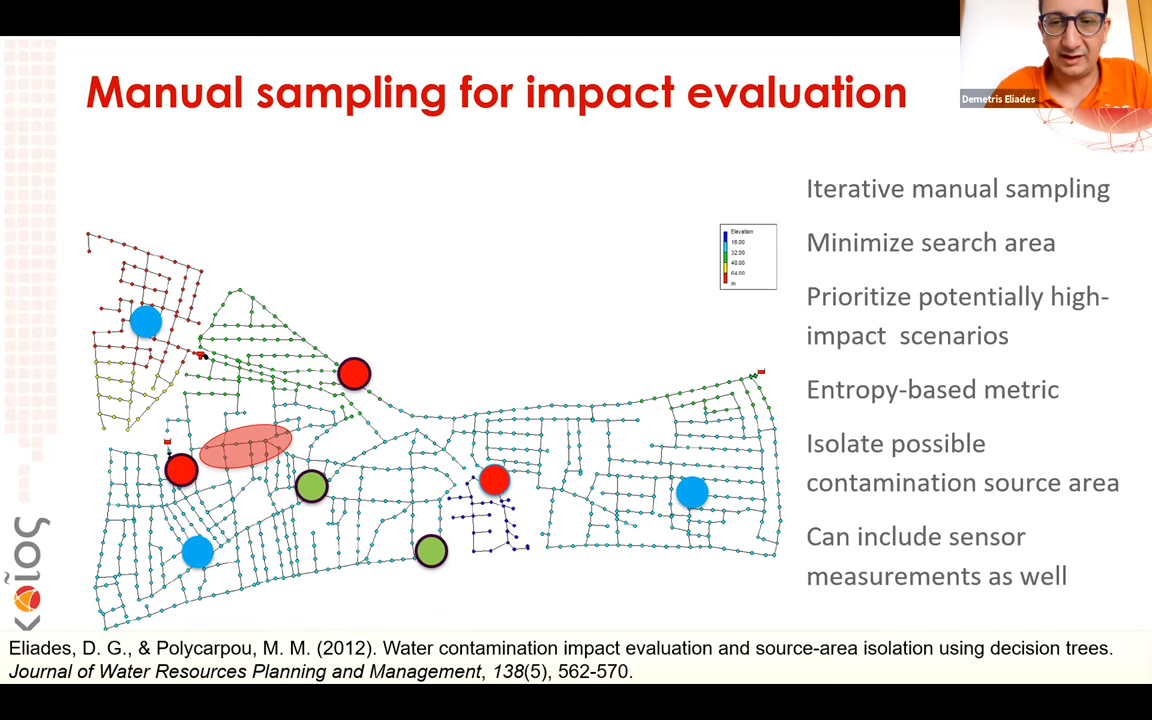 Manual sampling for impact evaluation
Demetris Eliades
Iterative manual sampling
Minimize search area
Prioritize potentially high-
impact scenarios
Entropy-based metric
Isolate possible
contamination source area
Can include sensor
measurements as well
Elevation
16.00
32.00
48.00
64.00
m
κοῖος
Eliades, D. G., & Polycarpou, M. M. (2012). Water contamination impact evaluation and source-area isolation using decision trees.
Journal of Water Resources Planning and Management, 138(5), 562-570.